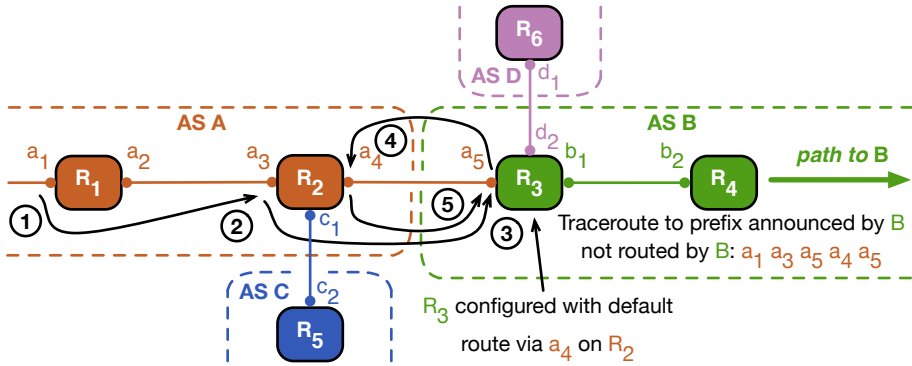 R6
AS D
d1
AS A
AS B
4
d2
a1
a2
a3
a4
a5
b1
b2
path to B
R1
R2
R3
R4
1
2
5
3
c1
Traceroute to prefix announced by B
not routed by B: a1 a3 a5 a4 a5
AS C
c2
R5
R3 configured with default
route via a4 on R2